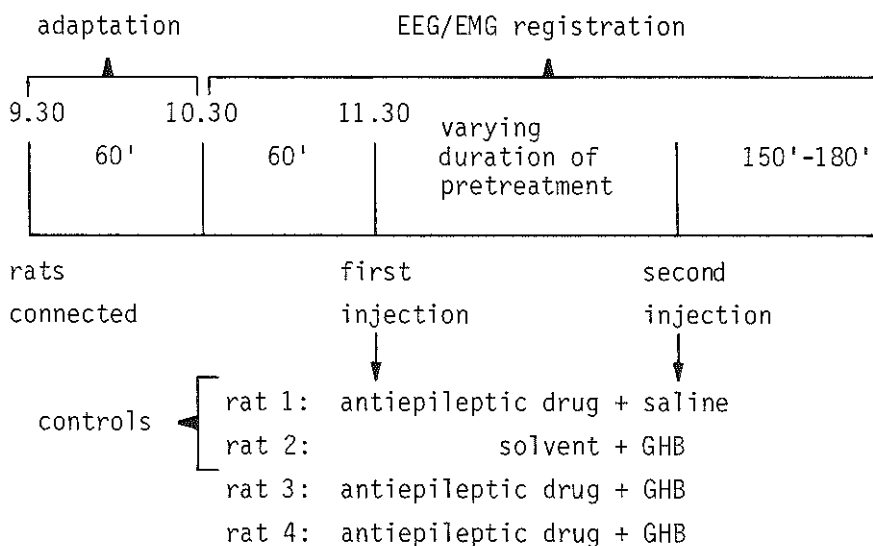 adaptation EEG/EMG registration
9.30 10.30 11.30
varying
60' 60' duration of 150'-180'
pretreatment
rats first second
connected injection injection
rat 1: antiepileptic drug + saline
controls
rat 2: solvent + GHB
rat 3: antiepileptic drug + GHB
rat 4: antiepileptic drug + GHB